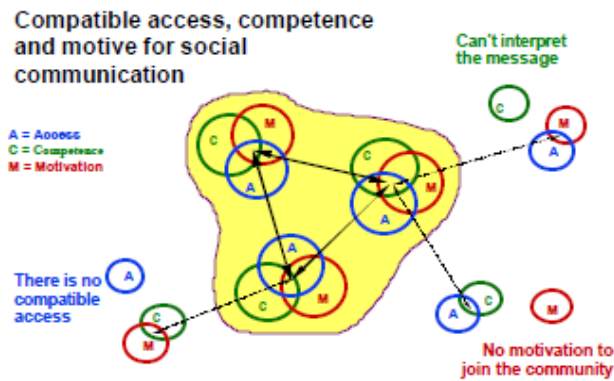 Compatible access, competence
and motive for social
communication
Can't interpret
the message
A = Access
C = Competence
M = Motivation
C
M
A
C
M
A
C
M
A
C
M
A
A
C
M
There is no
compatible
access
A
C
M
A
C
M
No motivation to
join the community